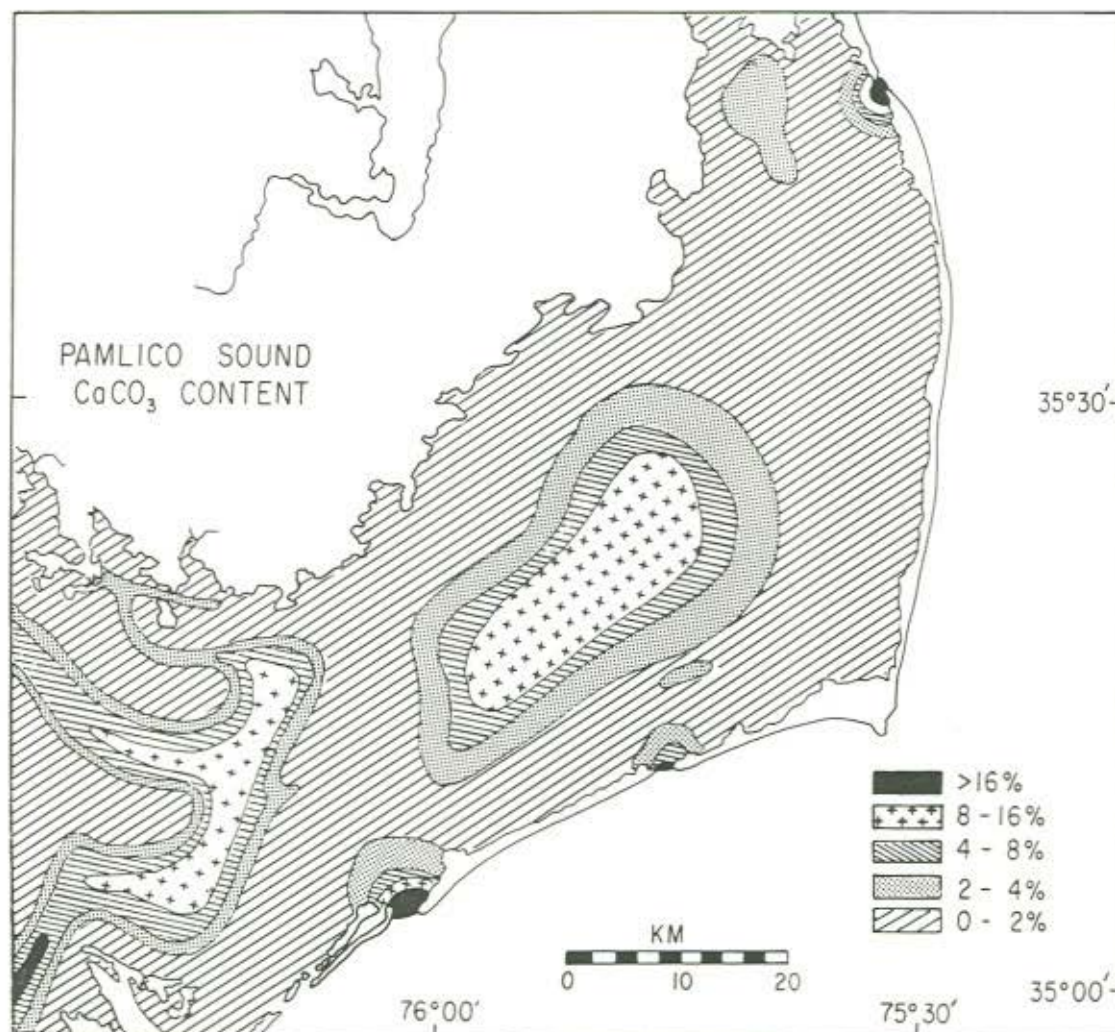 PAMLICO SOUND
CaCO₃ CONTENT
35°30'
>16%
8-16%
4-8%
2-4%
0-2%
KM
0 10 20
76°00'
75°30'
35°00'